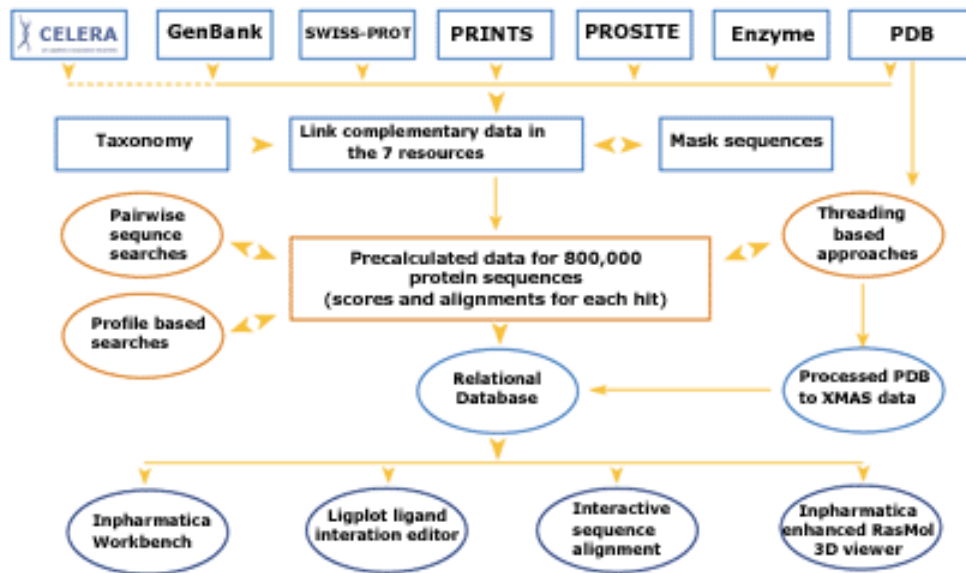 CELERA
GenBank
SWISS-PROT
PRINTS
PROSITE
Enzyme
PDB
Taxonomy
Link complementary data in
the 7 resources
Mask sequences
Pairwise
sequnce
searches
Threading
based
approaches
Precalculated data for 800,000
protein sequences
(scores and alignments for each hit)
Profile based
searches
Relational
Database
Processed PDB
to XMAS data
Inpharmatica
Workbench
Ligplot ligand
interation editor
Interactive
sequence
alignment
Inpharmatica
enhanced RasMol
3D viewer